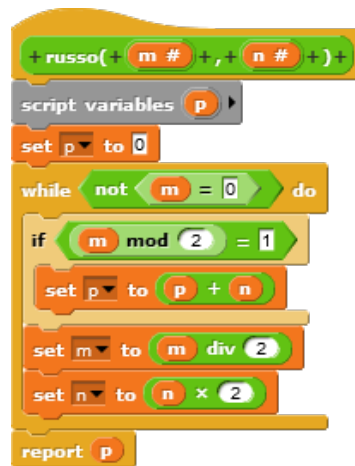 +russo(+ m # +,+ n # +)+
script variables p
set p to 0
while not m = 0 do
if m mod 2 = 1
set p to p + n
set m to m div 2
set n to n × 2
report p